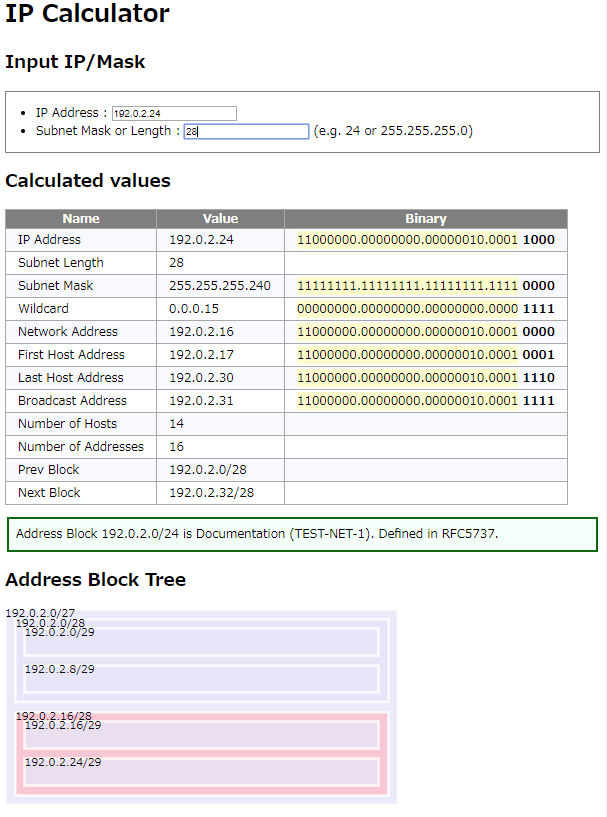 IP Calculator
Input IP/Mask
IP Address : 192.0.2.24
Subnet Mask or Length : 28 (e.g. 24 or 255.255.255.0)
Calculated values
Name Value Binary
IP Address 192.0.2.24 11000000.00000000.00000010.0001 1000
Subnet Length 28
Subnet Mask 255.255.255.240 11111111.11111111.11111111.1111 0000
Wildcard 0.0.0.15 00000000.00000000.00000000.0000 1111
Network Address 192.0.2.16 11000000.00000000.00000010.0001 0000
First Host Address 192.0.2.17 11000000.00000000.00000010.0001 0001
Last Host Address 192.0.2.30 11000000.00000000.00000010.0001 1110
Broadcast Address 192.0.2.31 11000000.00000000.00000010.0001 1111
Number of Hosts 14
Number of Addresses 16
Prev Block 192.0.2.0/28
Next Block 192.0.2.32/28
Address Block 192.0.2.0/24 is Documentation (TEST-NET-1). Defined in RFC5737.
Address Block Tree
192.0.2.0/27
192.0.2.0/28
192.0.2.0/29
192.0.2.8/29
192.0.2.16/28
192.0.2.16/29
192.0.2.24/29